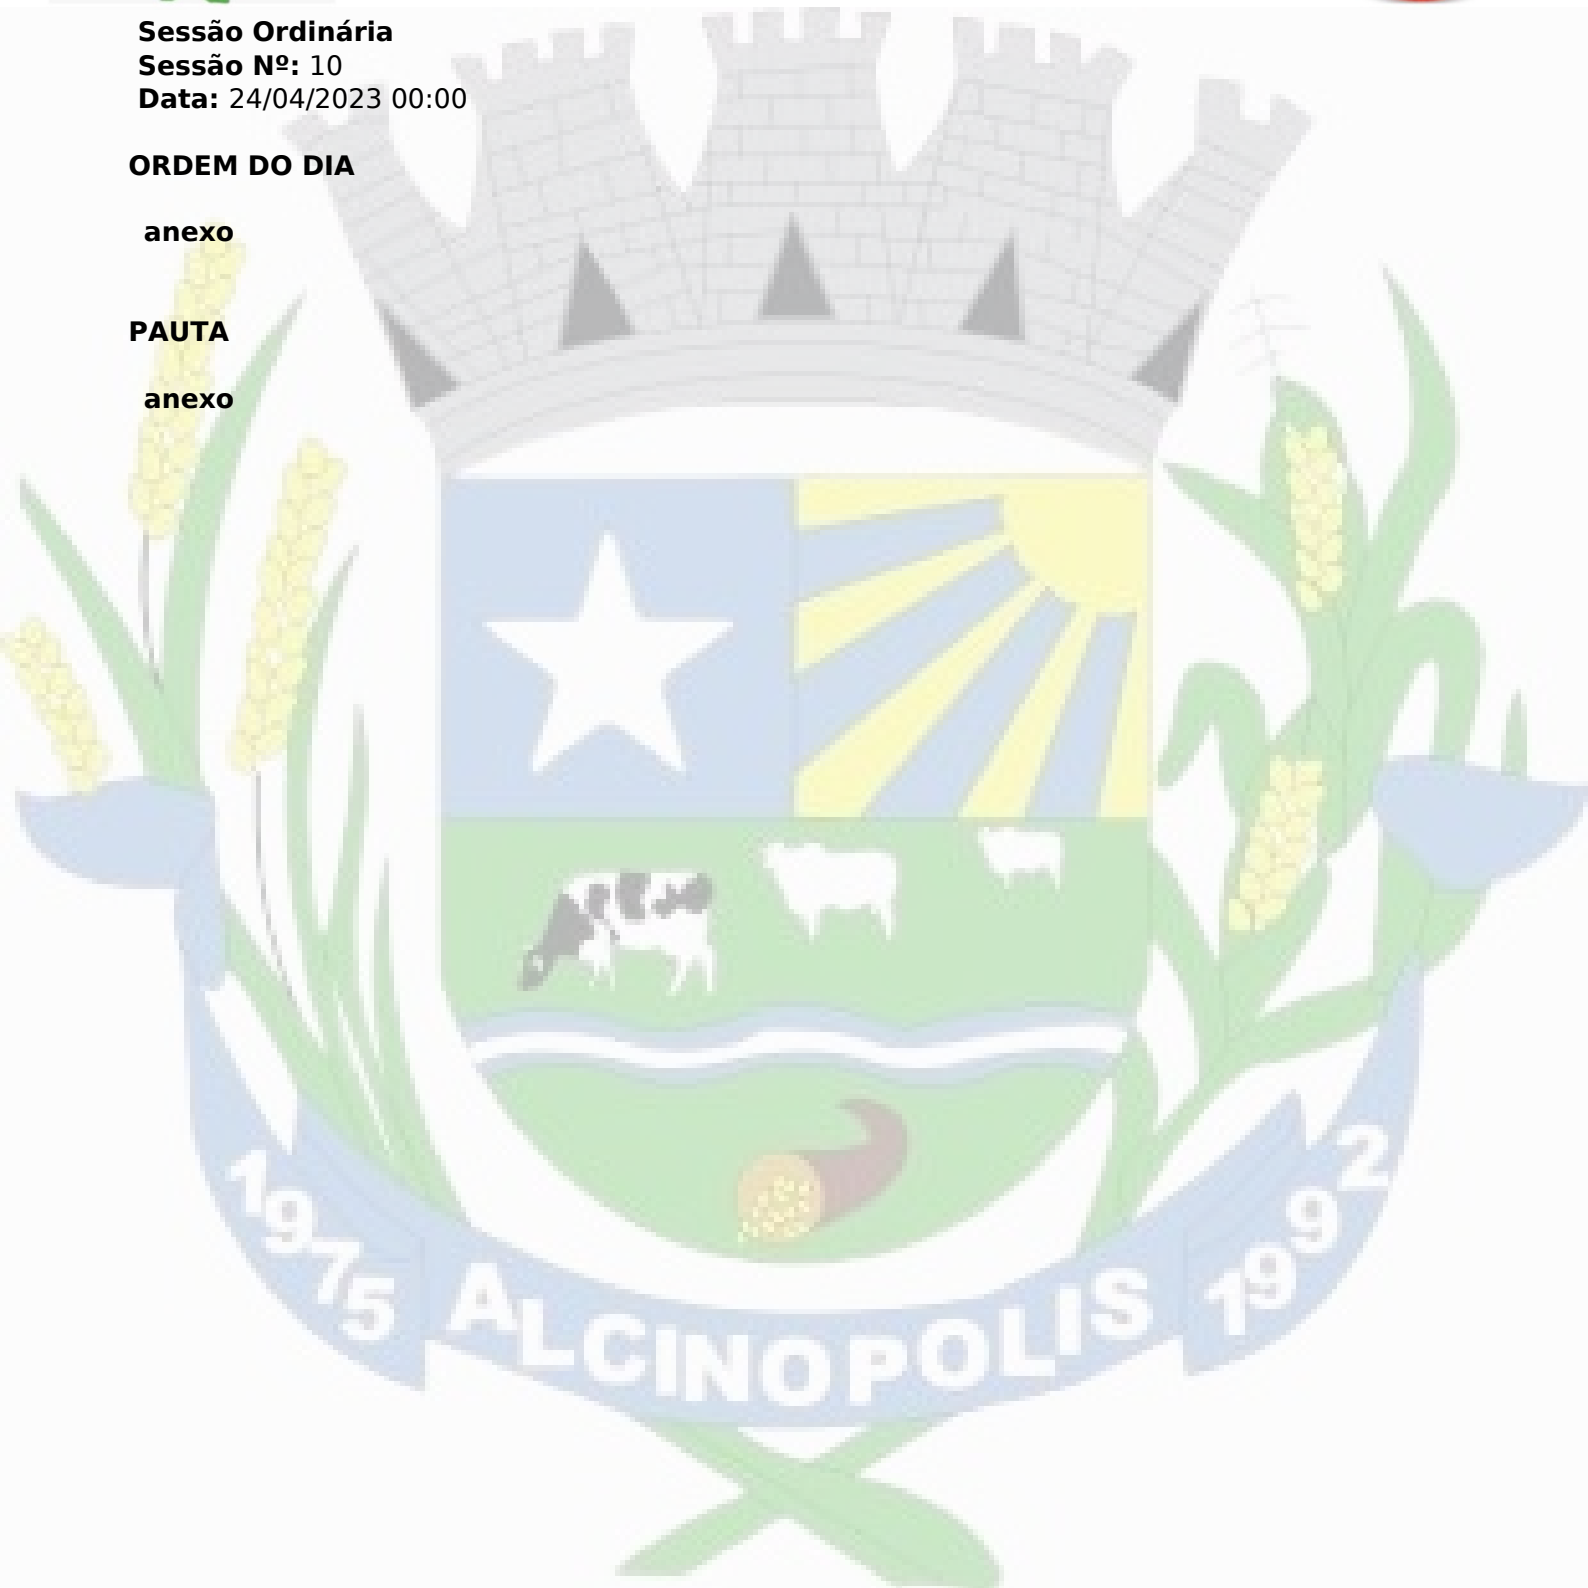 Sessão Ordinária
Sessão Nº: 10
Data: 24/04/2023 00:00
ORDEM DO DIA
anexo
PAUTA
anexo
1975 ALCINOPOLIS 1992